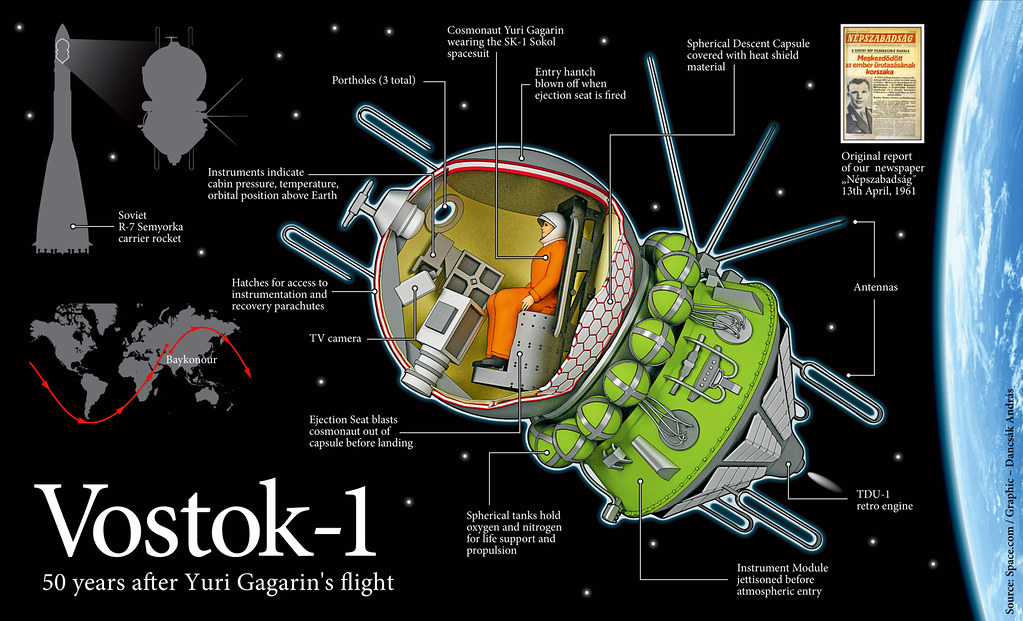 Cosmonaut Yuri Gagarin
wearing the SK-1 Sokol
spacesuit
Spherical Descent Capsule
covered with heat shield
material
NÉPSZABADSÁG
Megkezdődött
az ember űrutazásának
korszaka
Portholes (3 total)
Entry hantch
blown off when
ejection seat is fired
Original report
of our newspaper
„Népszabadság"
13th April, 1961
Instruments indicate
cabin pressure, temperature,
orbital position above Earth
Soviet
R-7 Semyorka
carrier rocket
Hatches for access to
instrumentation and
recovery parachutes
Antennas
TV camera
Baykonour
Ejection Seat blasts
cosmonaut out of
capsule before landing
Vostok-1
50 years after Yuri Gagarin's flight
Spherical tanks hold
oxygen and nitrogen
for life support and
propulsion
TDU-1
retro engine
Instrument Module
jettisoned before
atmospheric entry
Source: Space.com / Graphic – Dancsák András